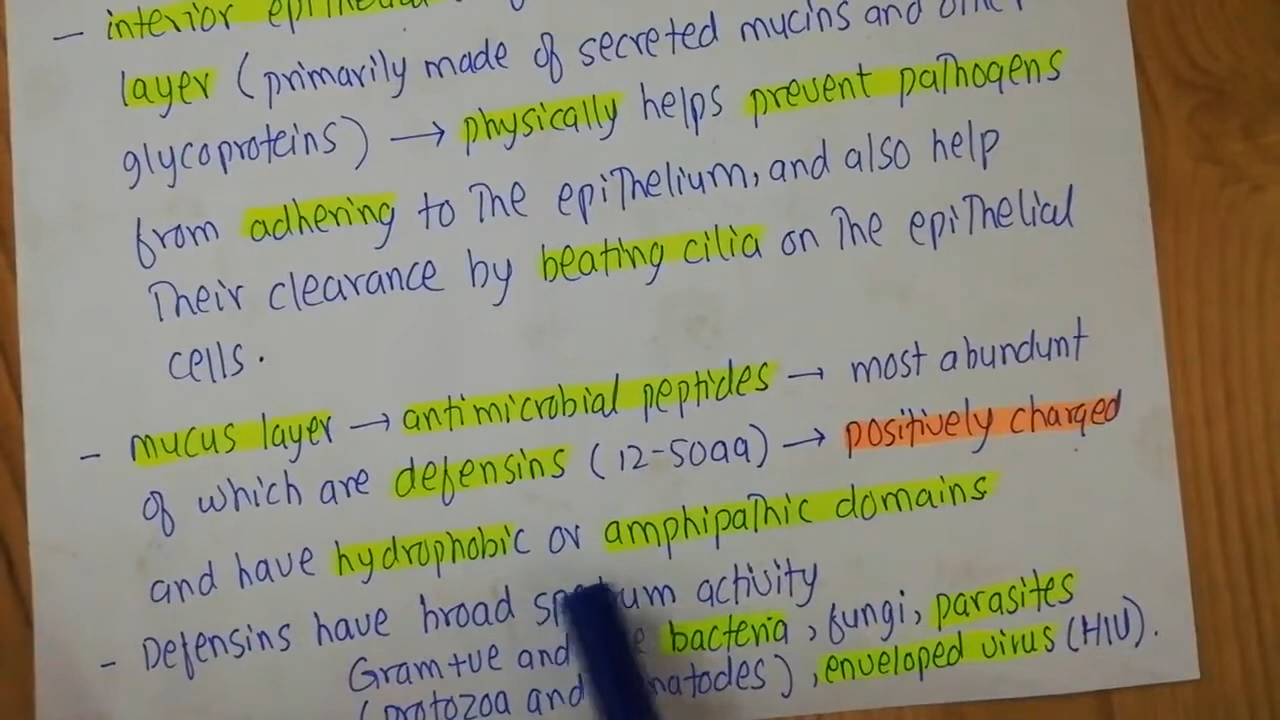 - interior
layer (primarily made of secreted mucins and
glycoproteins) → physically helps prevent pathogens
from adhering to the epithelium, and also help
Their clearance by beating cilia on the epithelial
cells.
- mucus layer → antimicrobial peptides → most abundunt
of which are defensins (12-50aa) → positively charged
and have hydrophobic or amphipathic domains
- Defensins have broad activity
Gram+ve and bacteria, fungi, parasites
(protozoa and ), enveloped virus (HIV).